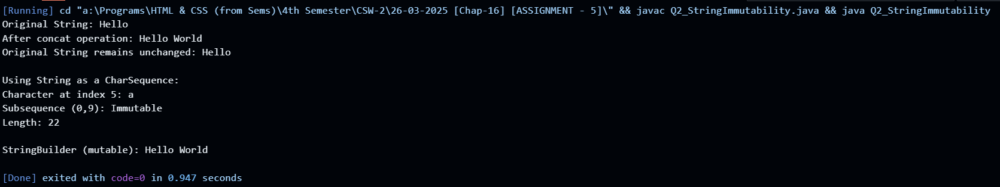 [Running] cd "a:\Programs\HTML & CSS (from Sems)\4th Semester\CSW-2\26-03-2025 [Chap-16] [ASSIGNMENT - 5]\" && javac Q2_StringImmutability.java && java Q2_StringImmutability
Original String: Hello
After concat operation: Hello World
Original String remains unchanged: Hello

Using String as a CharSequence:
Character at index 5: a
Subsequence (0,9): Immutable
Length: 22

StringBuilder (mutable): Hello World

[Done] exited with code=0 in 0.947 seconds